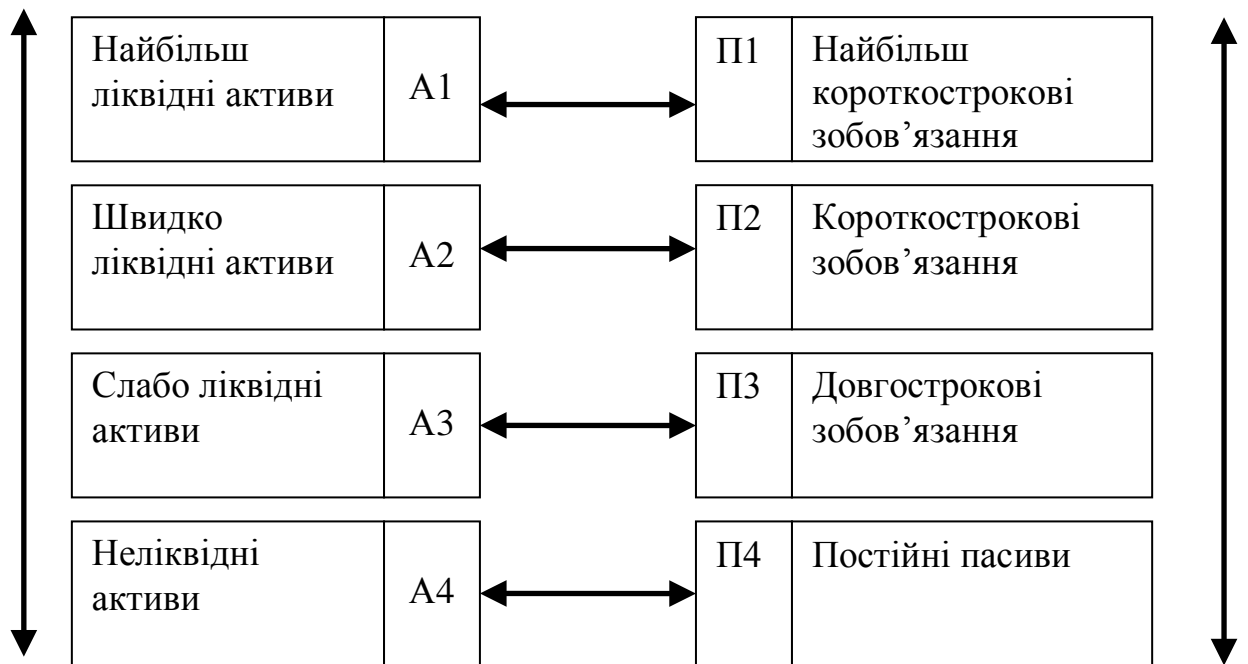 Найбільш
ліквідні активи
А1
П1
Найбільш
короткострокові
зобов’язання
Швидко
ліквідні активи
А2
П2
Короткострокові
зобов’язання
Слабо ліквідні
активи
А3
П3
Довгострокові
зобов’язання
Неліквідні
активи
А4
П4
Постійні пасиви